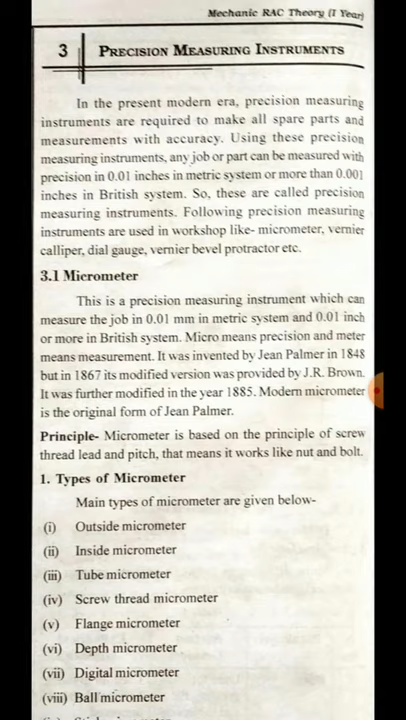 Mechanic RAC Theory (I Year)
3 PRECISION MEASURING INSTRUMENTS
In the present modern era, precision measuring
instruments are required to make all spare parts and
measurements with accuracy. Using these precision
measuring instruments, any job or part can be measured with
precision in 0.01 inches in metric system or more than 0.001
inches in British system. So, these are called precision
measuring instruments. Following precision measuring
instruments are used in workshop like- micrometer, vernier
calliper, dial gauge, vernier bevel protractor etc.
3.1 Micrometer
This is a precision measuring instrument which can
measure the job in 0.01 mm in metric system and 0.01 inch
or more in British system. Micro means precision and meter
means measurement. It was invented by Jean Palmer in 1848
but in 1867 its modified version was provided by J.R. Brown.
It was further modified in the year 1885. Modern micrometer
is the original form of Jean Palmer.
Principle- Micrometer is based on the principle of screw
thread lead and pitch, that means it works like nut and bolt.
1. Types of Micrometer
Main types of micrometer are given below-
(i) Outside micrometer
(ii) Inside micrometer
(iii) Tube micrometer
(iv) Screw thread micrometer
(v) Flange micrometer
(vi) Depth micrometer
(vii) Digital micrometer
(viii) Ball micrometer